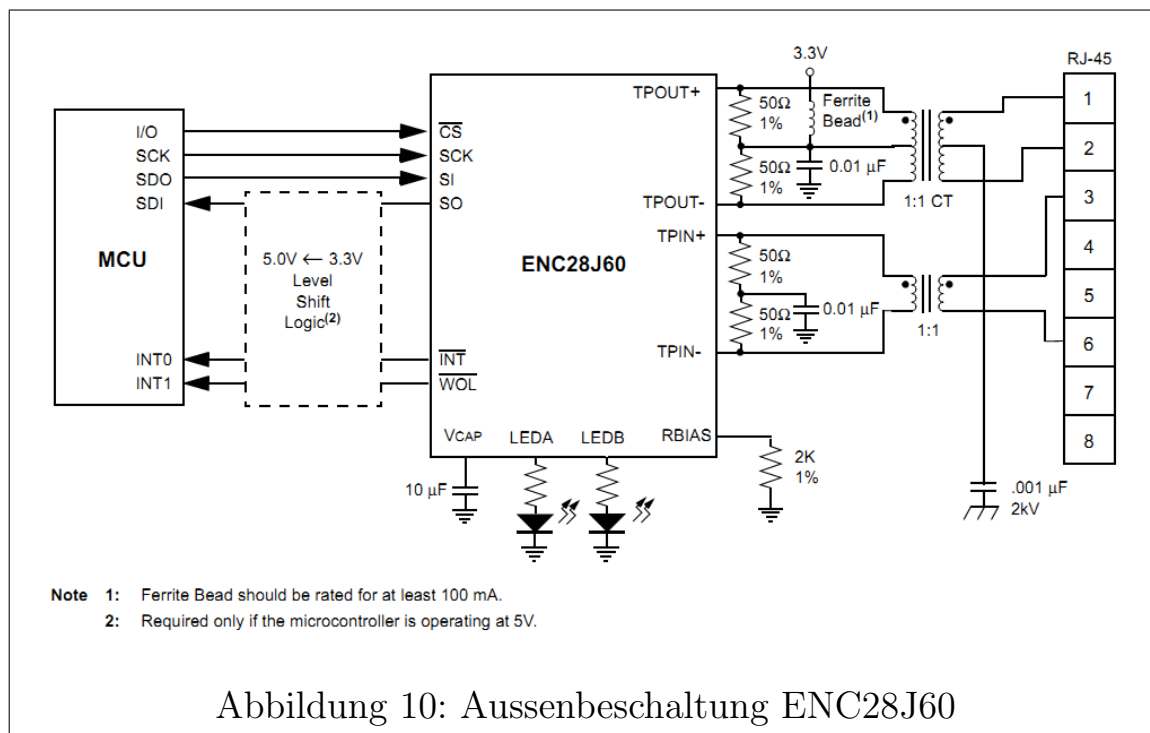 3.3V
RJ-45
MCU
I/O
SCK
SDO
SDI
INT0
INT1
5.0V ← 3.3V
Level
Shift
Logic(2)
ENC28J60
CS
SCK
SI
SO
INT
WOL
VCAP
LEDA
LEDB
RBIAS
TPOUT+
TPOUT-
TPIN+
TPIN-
50Ω
1%
50Ω
1%
Ferrite
Bead(1)
0.01 µF
1:1 CT
50Ω
1%
50Ω
1%
0.01 µF
1:1
1
2
3
4
5
6
7
8
10 µF
2K
1%
.001 µF
2kV
Note 1: Ferrite Bead should be rated for at least 100 mA.
2: Required only if the microcontroller is operating at 5V.
Abbildung 10: Aussenbeschaltung ENC28J60